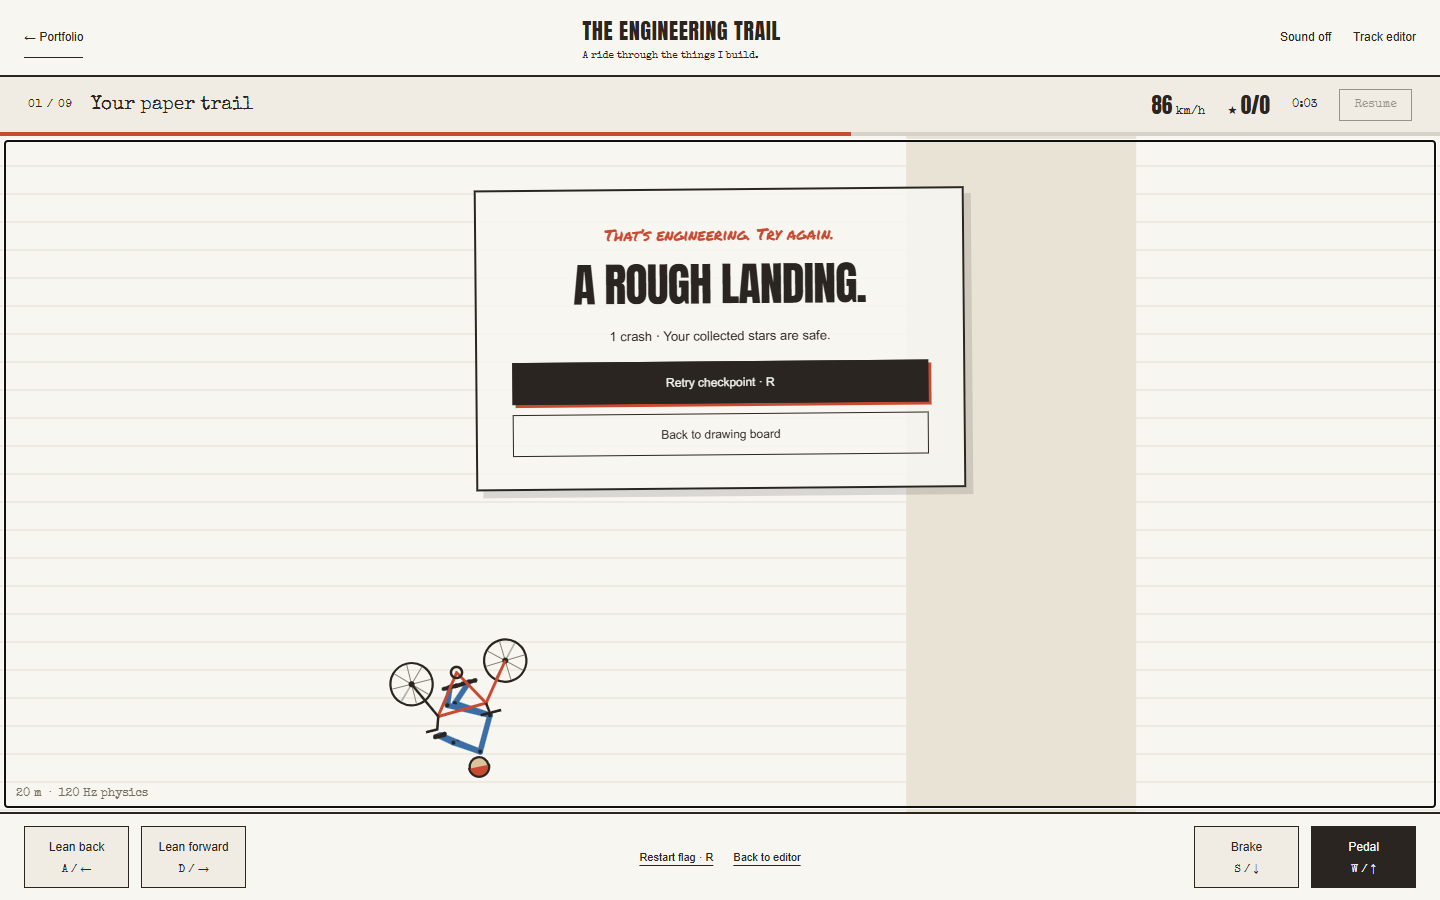 ← Portfolio
THE ENGINEERING TRAIL
A ride through the things I build.
Sound off
Track editor
01 / 09
Your paper trail
86 km/h
★ 0/0
0:03
Resume
THAT'S ENGINEERING. TRY AGAIN.
A ROUGH LANDING.
1 crash · Your collected stars are safe.
Retry checkpoint · R
Back to drawing board
20 m · 120 Hz physics
Lean back
A / ←
Lean forward
D / →
Restart flag · R
Back to editor
Brake
S / ↓
Pedal
W / ↑